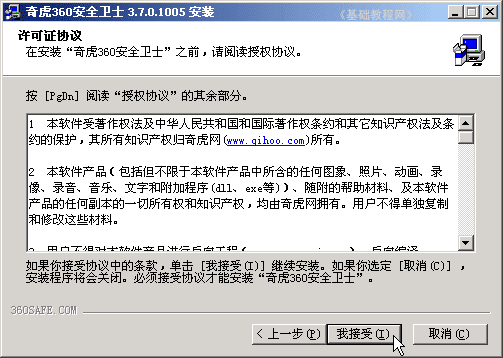 奇虎360安全卫士 3.7.0.1005 安装
《基础教程网》
许可证协议
在安装“奇虎360安全卫士”之前，请阅读授权协议。
按 [PgDn] 阅读“授权协议”的其余部分。
1  本软件受著作权法及中华人民共和国和国际著作权条约和其它知识产权法及条
约的保护，其所有知识产权归奇虎网(www.qihoo.com)所有。
2  本软件产品( 包括但不限于本软件产品中所含的任何图象、照片、动画、录
像、录音、音乐、文字和附加程序(dll、exe等))、随附的帮助材料、及本软件
产品的任何副本的一切所有权和知识产权，均由奇虎网拥有。用户不得单独复制
和修改这些材料。
如果你接受协议中的条款，单击 [我接受(I)] 继续安装。如果你选定 [取消(C)] ，
安装程序将会关闭。必须接受协议才能安装“奇虎360安全卫士”。
360SAFE.COM
< 上一步(P)
我接受(I)
取消(C)